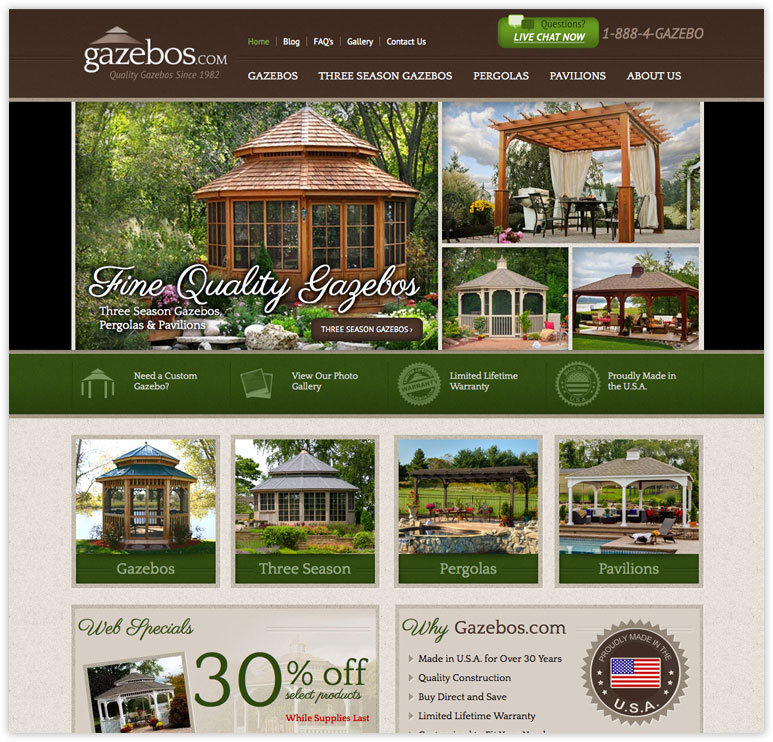 gazebos.com
Quality Gazebos Since 1982
Home
Blog
FAQ's
Gallery
Contact Us
Questions?
LIVE CHAT NOW
1-888-4-GAZEBO
GAZEBOS
THREE SEASON GAZEBOS
PERGOLAS
PAVILIONS
ABOUT US
Fine Quality Gazebos
Three Season Gazebos,
Pergolas & Pavilions
THREE SEASON GAZEBOS ›
Need a Custom
Gazebo?
View Our Photo
Gallery
WARRANTY
Limited Lifetime
Warranty
U.S.A.
Proudly Made in
the U.S.A.
Gazebos
Three Season
Pergolas
Pavilions
Web Specials
30% off
select products
While Supplies Last
Why Gazebos.com
Made in U.S.A. for Over 30 Years
Quality Construction
Buy Direct and Save
Limited Lifetime Warranty
PROUDLY MADE IN THE
U.S.A.